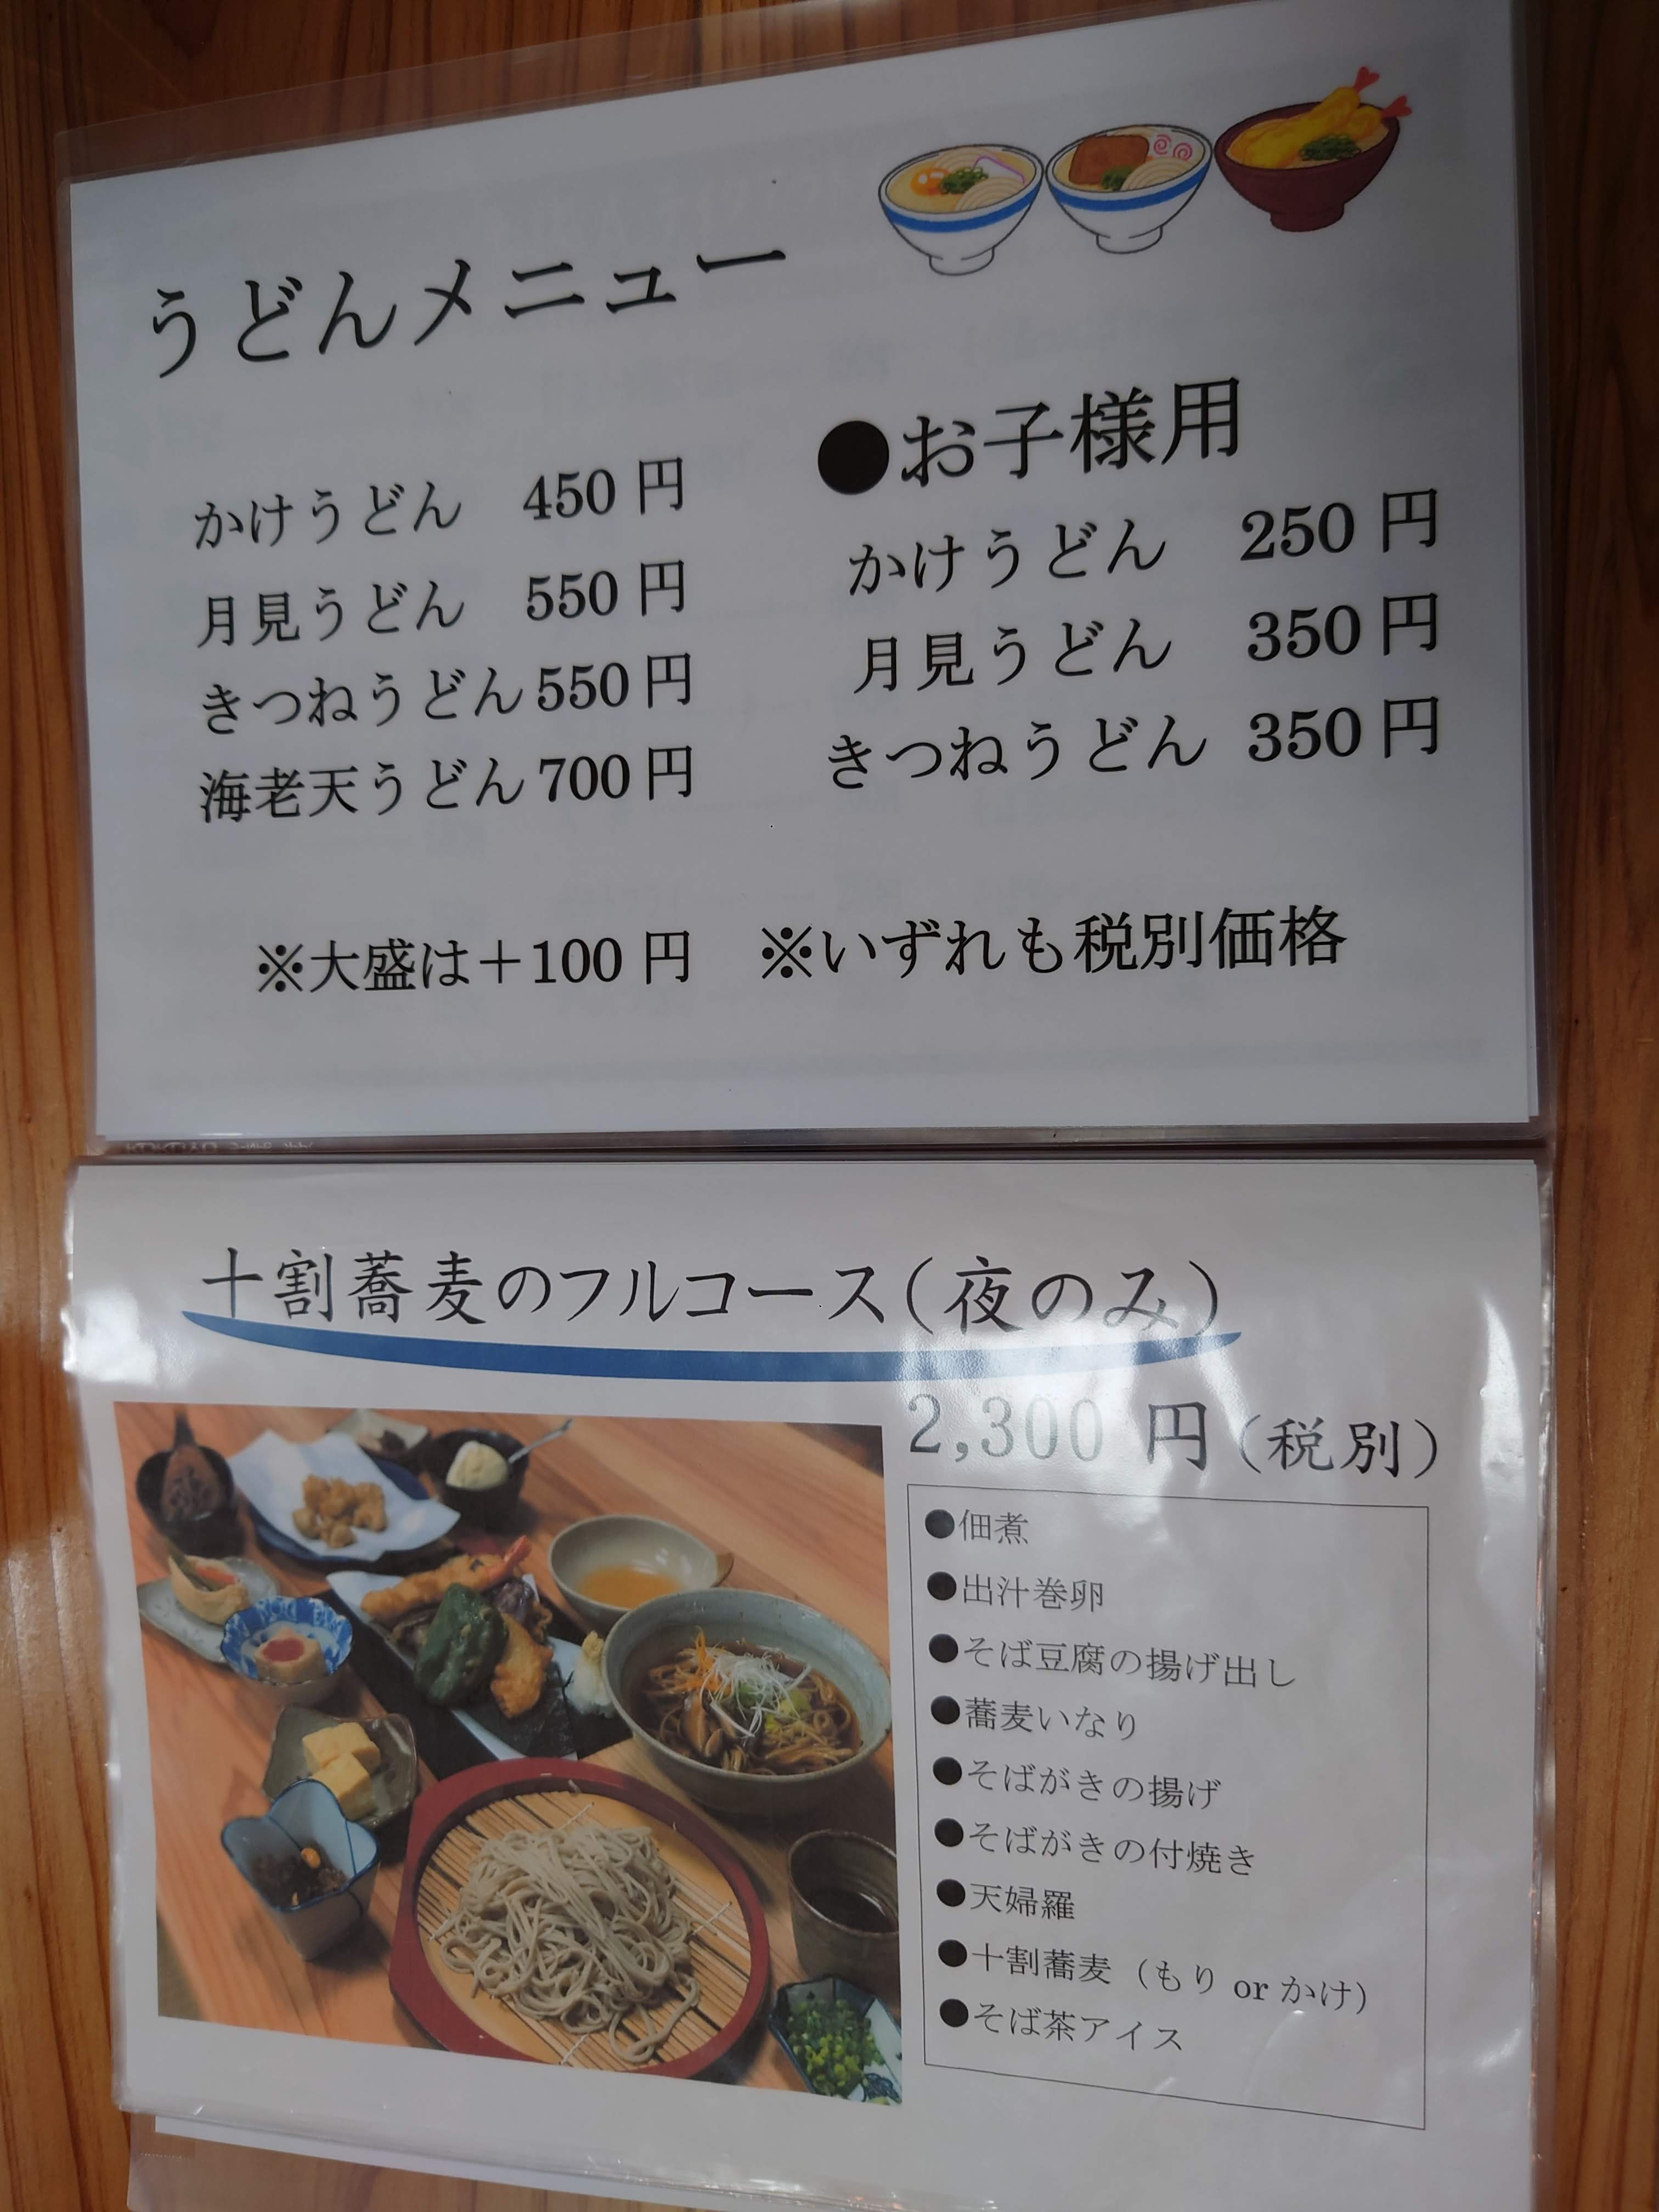 うどんメニュー
かけうどん 450円
月見うどん 550円
きつねうどん 550円
海老天うどん 700円
●お子様用
かけうどん 250円
月見うどん 350円
きつねうどん 350円
※大盛は＋100円 ※いずれも税別価格
十割蕎麦のフルコース（夜のみ）
2,300円（税別）
●佃煮
●出汁巻卵
●そば豆腐の揚げ出し
●蕎麦いなり
●そばがきの揚げ
●そばがきの付焼き
●天婦羅
●十割蕎麦（もり or かけ）
●そば茶アイス